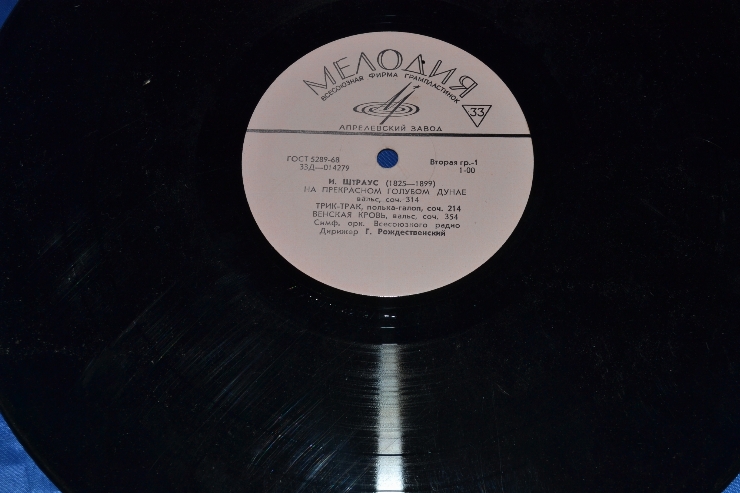 МЕЛОДИЯ
ВСЕСОЮЗНАЯ ФИРМА ГРАМПЛАСТИНОК
33
АПРЕЛЕВСКИЙ ЗАВОД
ГОСТ 5289-68
33Д—014279
Вторая гр.-1
1-00
И. ШТРАУС (1825—1899)
НА ПРЕКРАСНОМ ГОЛУБОМ ДУНАЕ
вальс, соч. 314
ТРИК-ТРАК, полька-галоп, соч. 214
ВЕНСКАЯ КРОВЬ, вальс, соч. 354
Симф. орк. Всесоюзного радио
Дирижер Г. Рождественский